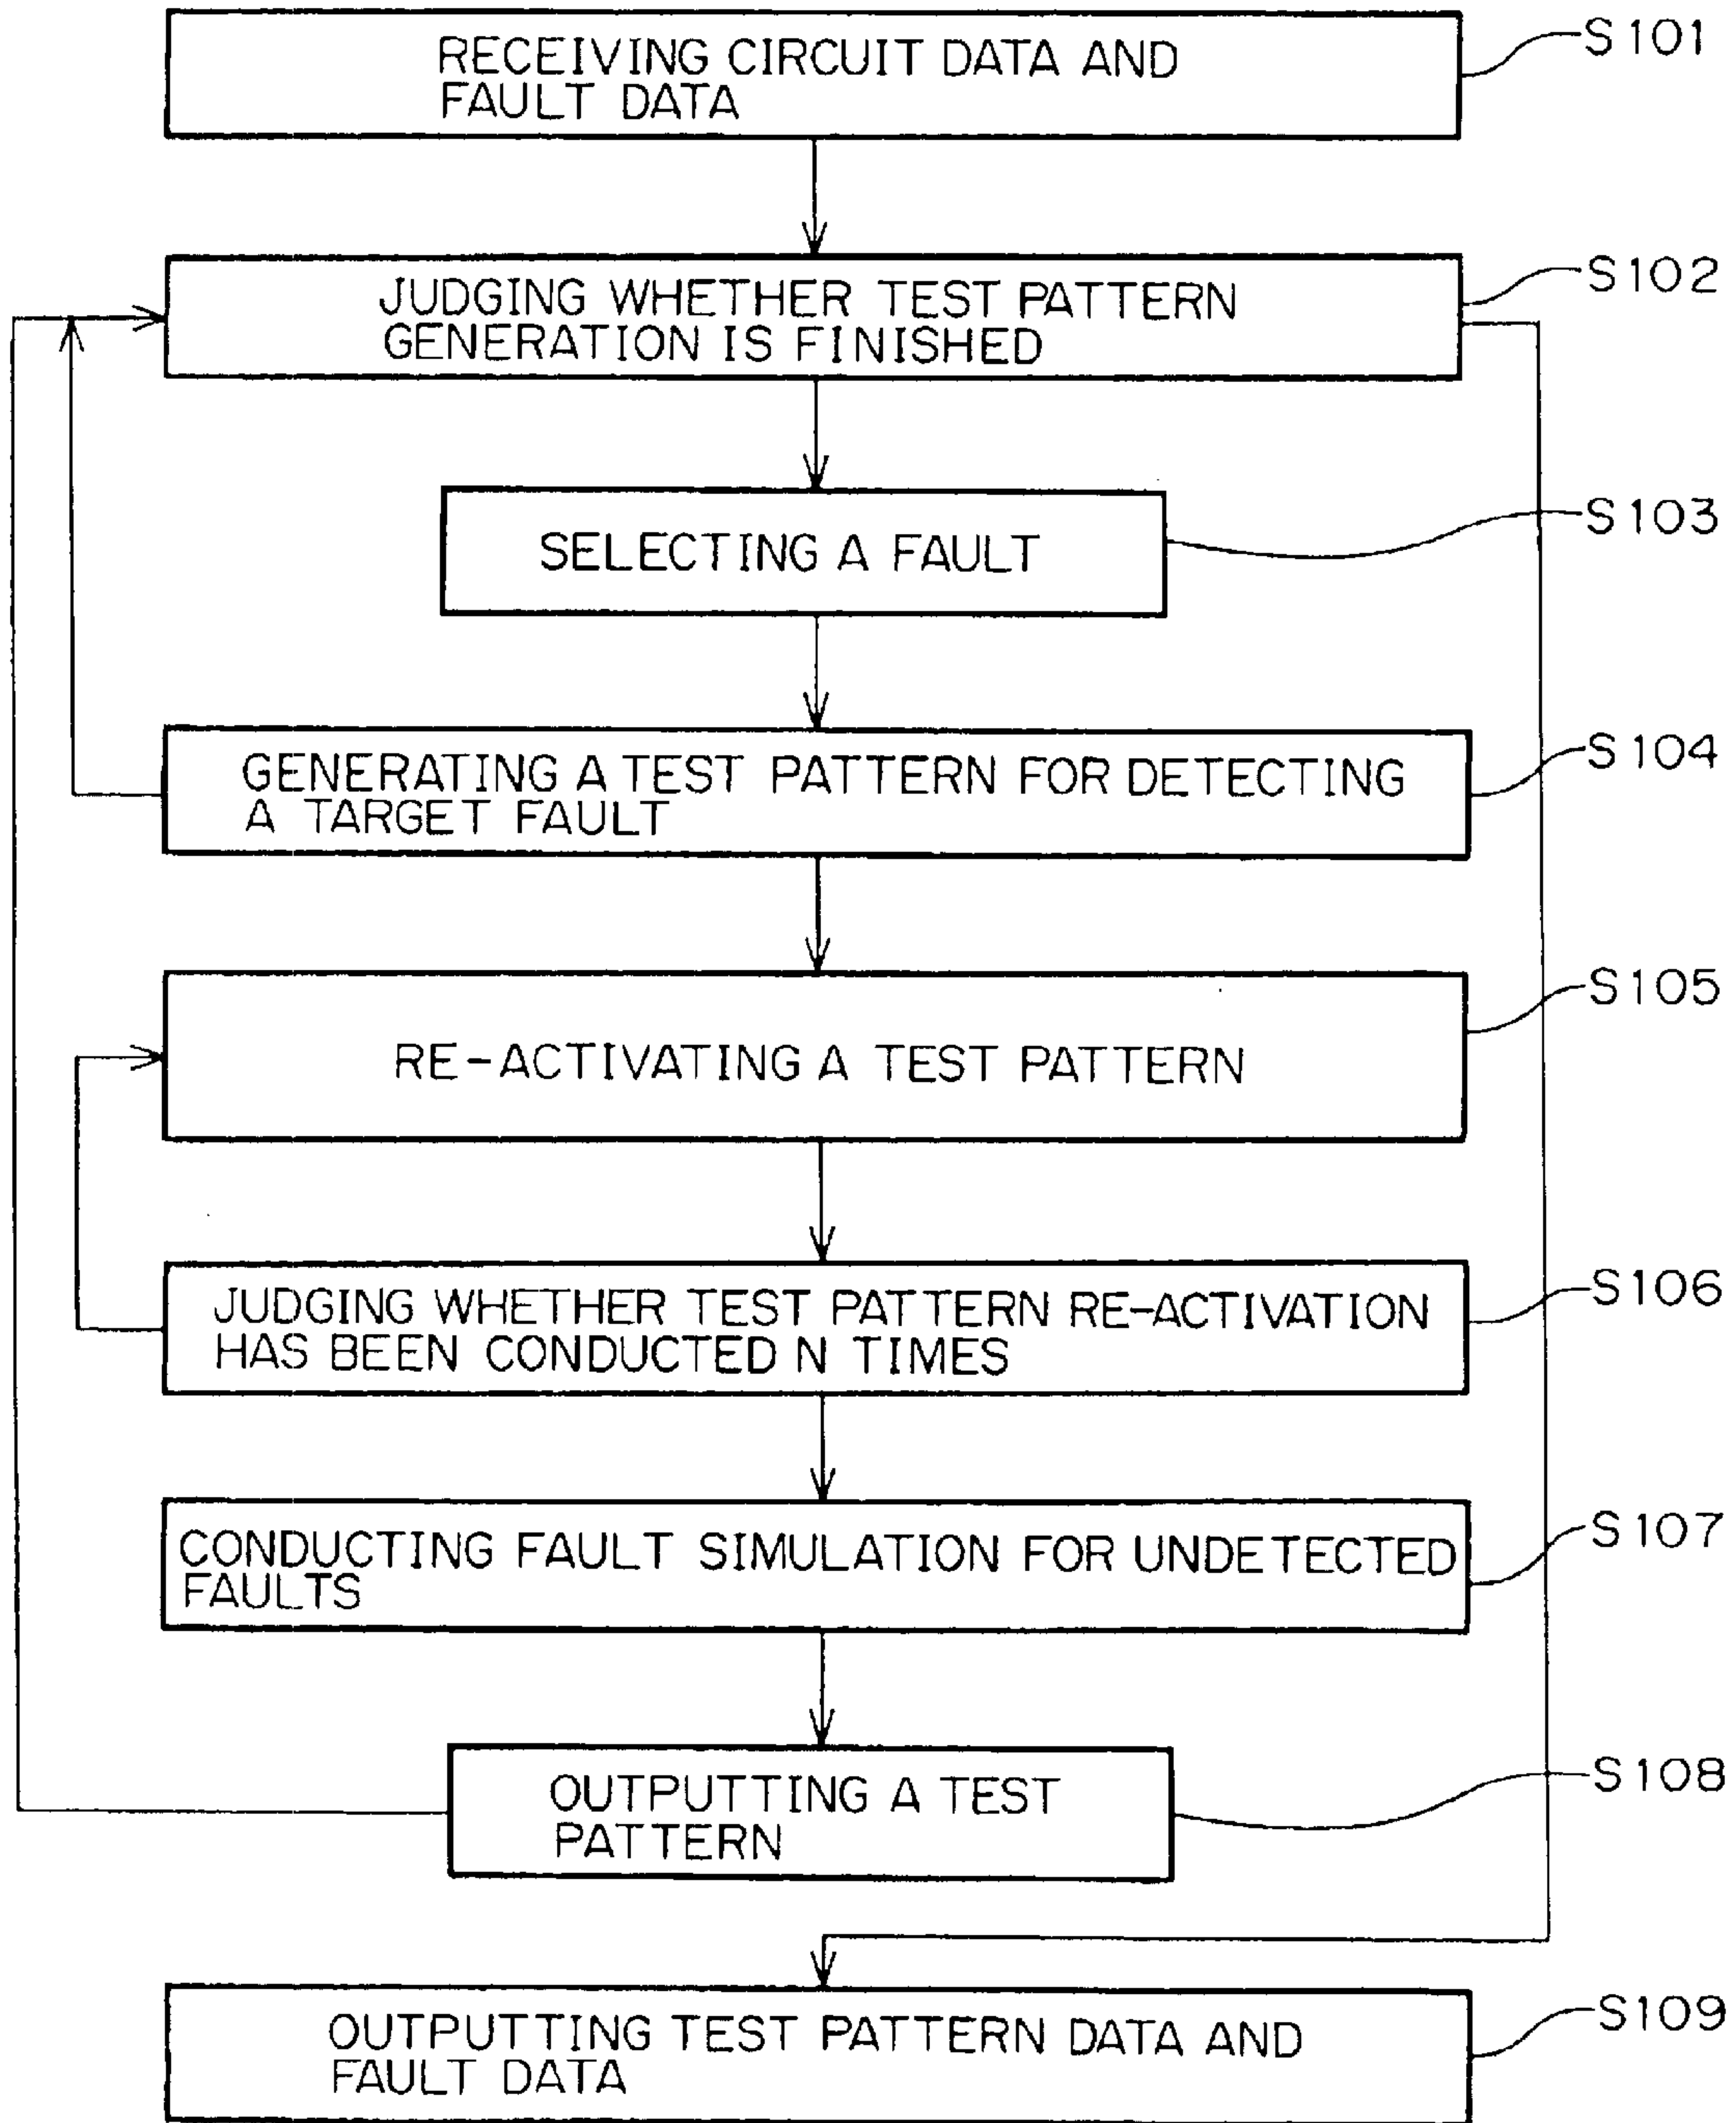 RECEIVING CIRCUIT DATA AND
FAULT DATA
S101
JUDGING WHETHER TEST PATTERN
GENERATION IS FINISHED
S102
SELECTING A FAULT
S103
GENERATING A TEST PATTERN FOR DETECTING
A TARGET FAULT
S104
RE-ACTIVATING A TEST PATTERN
S105
JUDGING WHETHER TEST PATTERN RE-ACTIVATION
HAS BEEN CONDUCTED N TIMES
S106
CONDUCTING FAULT SIMULATION FOR UNDETECTED
FAULTS
S107
OUTPUTTING A TEST
PATTERN
S108
OUTPUTTING TEST PATTERN DATA AND
FAULT DATA
S109